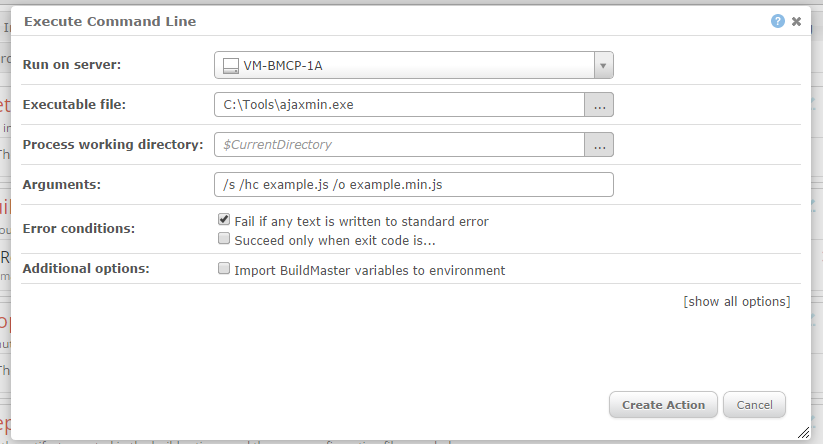 Execute Command Line
Run on server: VM-BMCP-1A
Executable file: C:\Tools\ajaxmin.exe ...
Process working directory: $CurrentDirectory ...
Arguments: /s /hc example.js /o example.min.js
Error conditions: Fail if any text is written to standard error
Succeed only when exit code is...
Additional options: Import BuildMaster variables to environment
[show all options]
Create Action Cancel